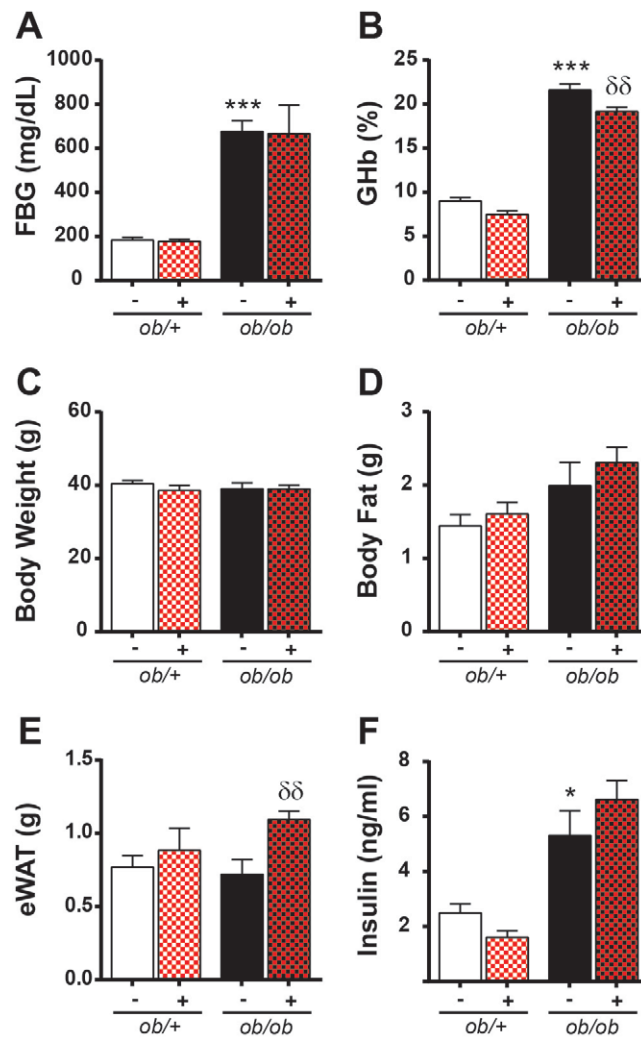 A
FBG (mg/dL)
1000
800
600
400
200
0
***
- + - +
ob/+ ob/ob
B
GHb (%)
25
20
15
10
5
0
***
δδ
- + - +
ob/+ ob/ob
C
Body Weight (g)
60
40
20
0
- + - +
ob/+ ob/ob
D
Body Fat (g)
3
2
1
0
- + - +
ob/+ ob/ob
E
eWAT (g)
1.5
1.0
0.5
0.0
δδ
- + - +
ob/+ ob/ob
F
Insulin (ng/ml)
8
6
4
2
*
- + - +
ob/+ ob/ob